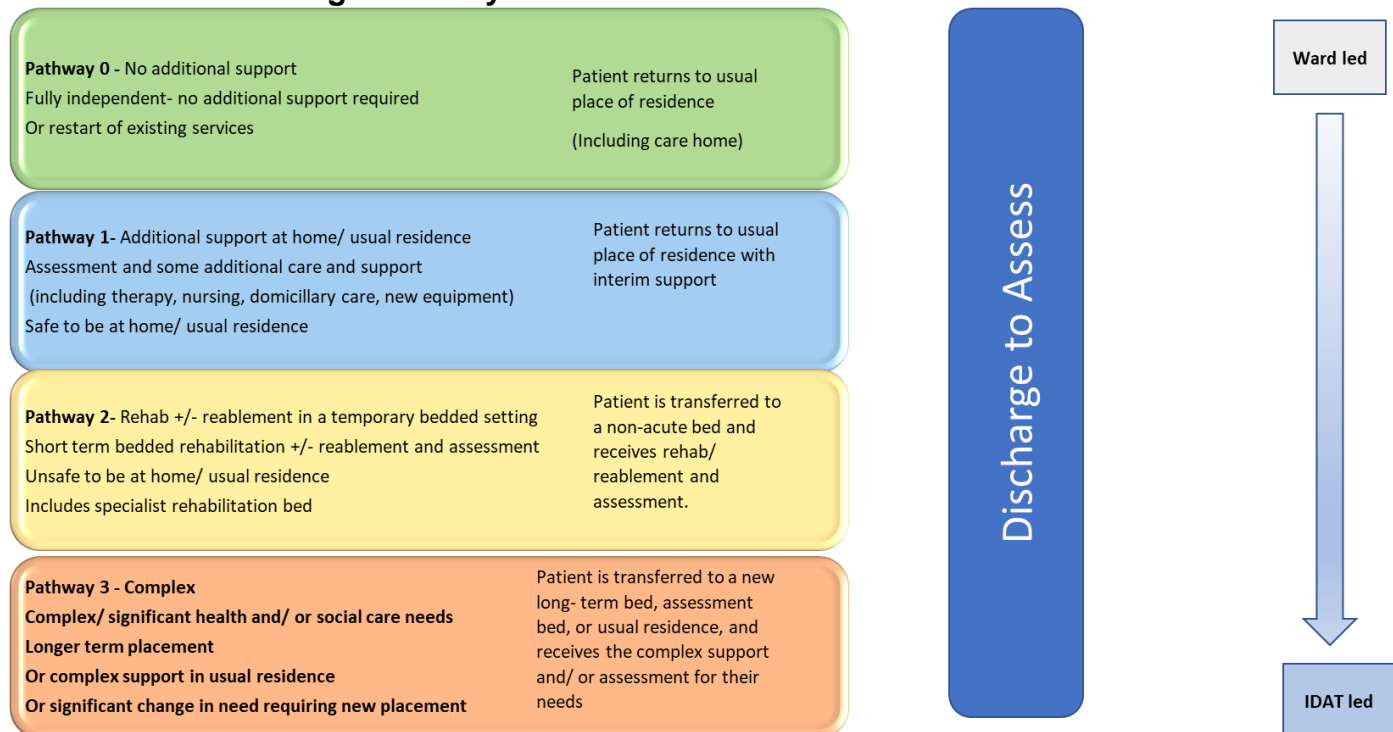 Pathway 0 - No additional support
Fully independent- no additional support required
Or restart of existing services
Patient returns to usual
place of residence
(Including care home)
Pathway 1- Additional support at home/ usual residence
Assessment and some additional care and support
(including therapy, nursing, domicillary care, new equipment)
Safe to be at home/ usual residence
Patient returns to usual
place of residence with
interim support
Pathway 2- Rehab +/- reablement in a temporary bedded setting
Short term bedded rehabilitation +/- reablement and assessment
Unsafe to be at home/ usual residence
Includes specialist rehabilitation bed
Patient is transferred to
a non-acute bed and
receives rehab/
reablement and
assessment.
Pathway 3 - Complex
Complex/ significant health and/ or social care needs
Longer term placement
Or complex support in usual residence
Or significant change in need requiring new placement
Patient is transferred to a new
long- term bed, assessment
bed, or usual residence, and
receives the complex support
and/ or assessment for their
needs
Discharge to Assess
Ward led
IDAT led